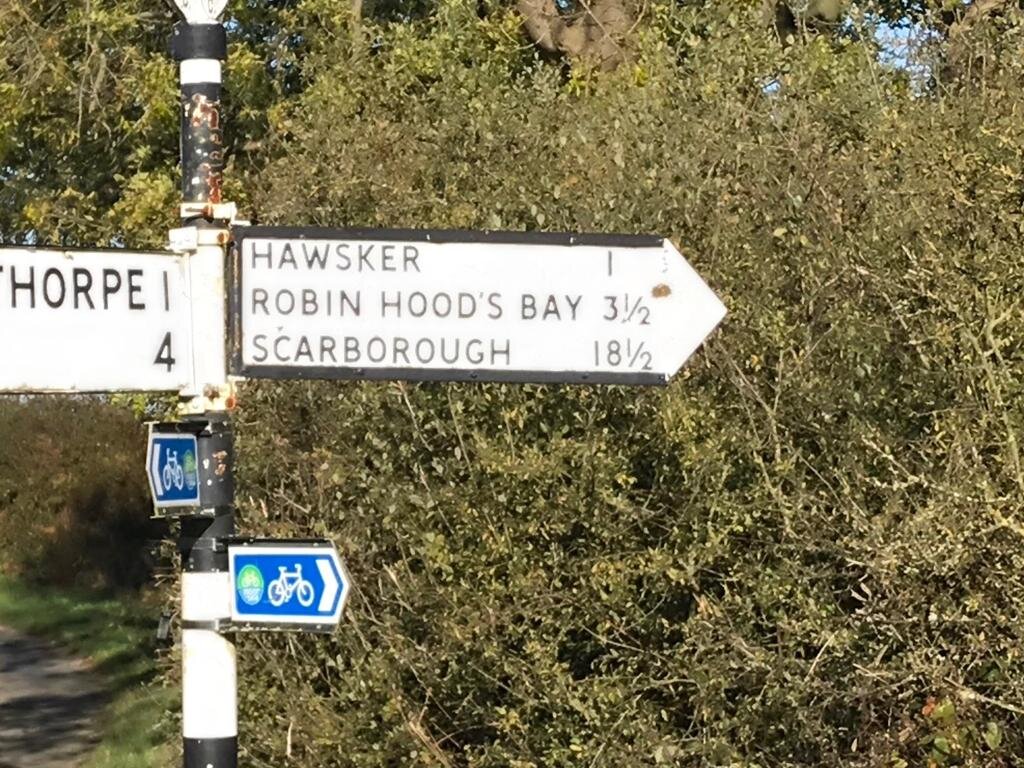 THORPE 1
4
HAWSKER 1
ROBIN HOOD'S BAY 3½
SCARBOROUGH 18½